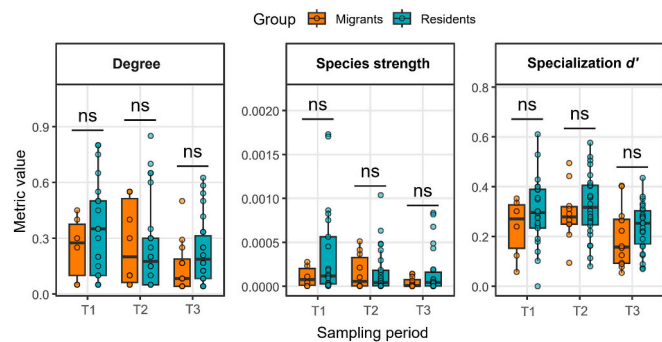 Group Migrants Residents
Degree
Species strength
Specialization d'
Metric value
0.9
0.6
0.3
0.0
ns
ns
ns
T1
T2
T3
0.0020
0.0015
0.0010
0.0005
0.0000
ns
ns
ns
T1
T2
T3
0.8
0.6
0.4
0.2
0.0
ns
ns
ns
T1
T2
T3
Sampling period